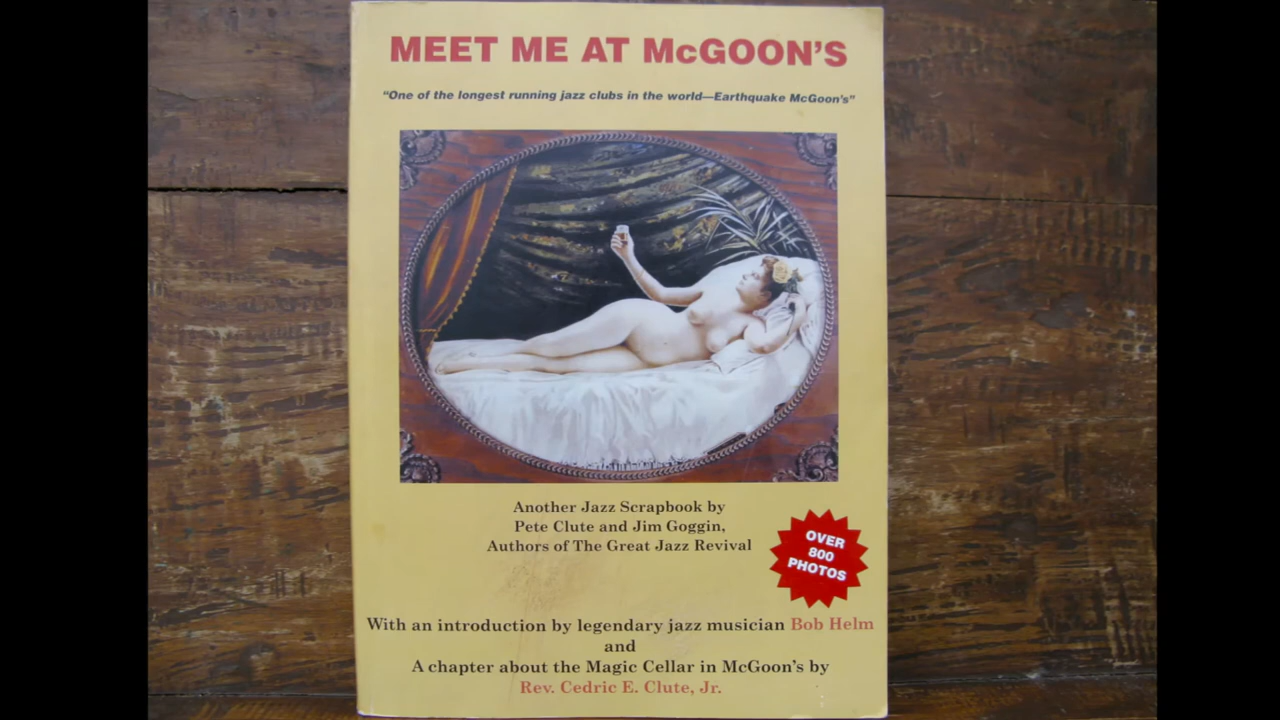 MEET ME AT McGOON'S
“One of the longest running jazz clubs in the world—Earthquake McGoon's”
Another Jazz Scrapbook by
Pete Clute and Jim Goggin,
Authors of The Great Jazz Revival
OVER
800
PHOTOS
With an introduction by legendary jazz musician Bob Helm
and
A chapter about the Magic Cellar in McGoon's by
Rev. Cedric E. Clute, Jr.